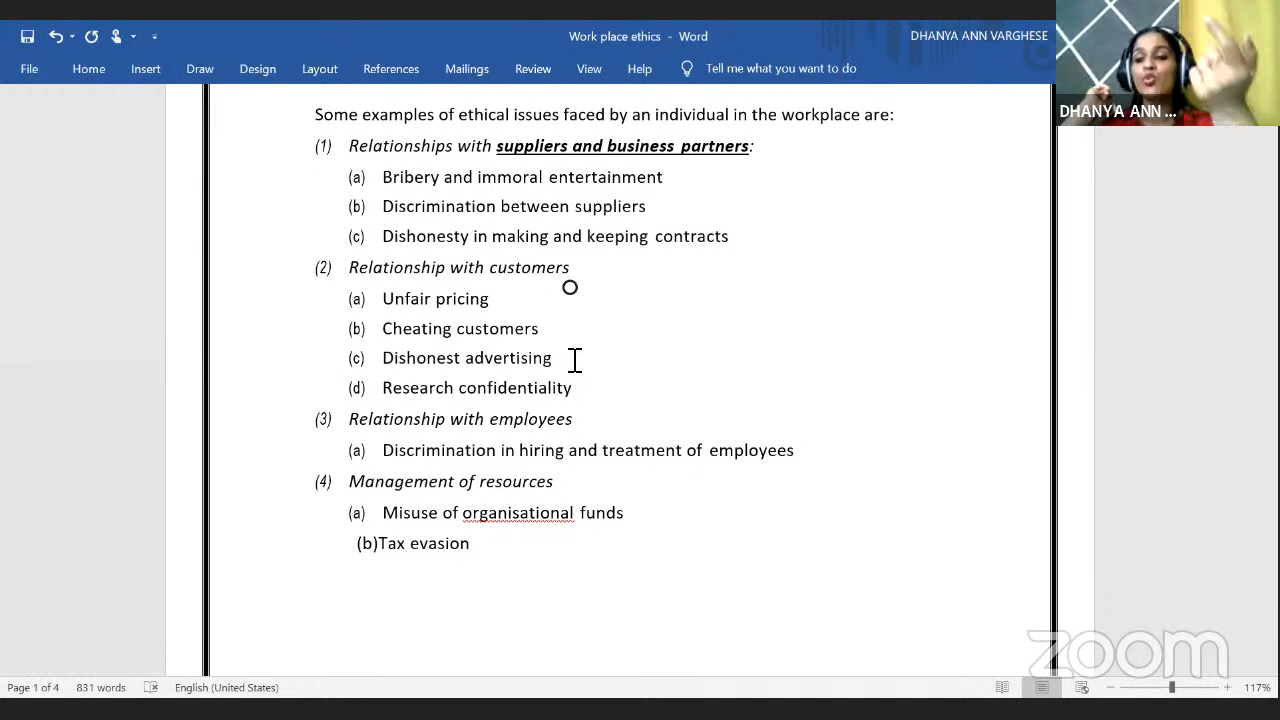 Work place ethics - Word
DHANYA ANN VARGHESE
File Home Insert Draw Design Layout References Mailings Review View Help Tell me what you want to do
DHANYA ANN ...
Some examples of ethical issues faced by an individual in the workplace are:
(1) Relationships with suppliers and business partners:
(a) Bribery and immoral entertainment
(b) Discrimination between suppliers
(c) Dishonesty in making and keeping contracts
(2) Relationship with customers
(a) Unfair pricing
(b) Cheating customers
(c) Dishonest advertising
(d) Research confidentiality
(3) Relationship with employees
(a) Discrimination in hiring and treatment of employees
(4) Management of resources
(a) Misuse of organisational funds
(b)Tax evasion
zoom
Page 1 of 4 831 words English (United States) 117%